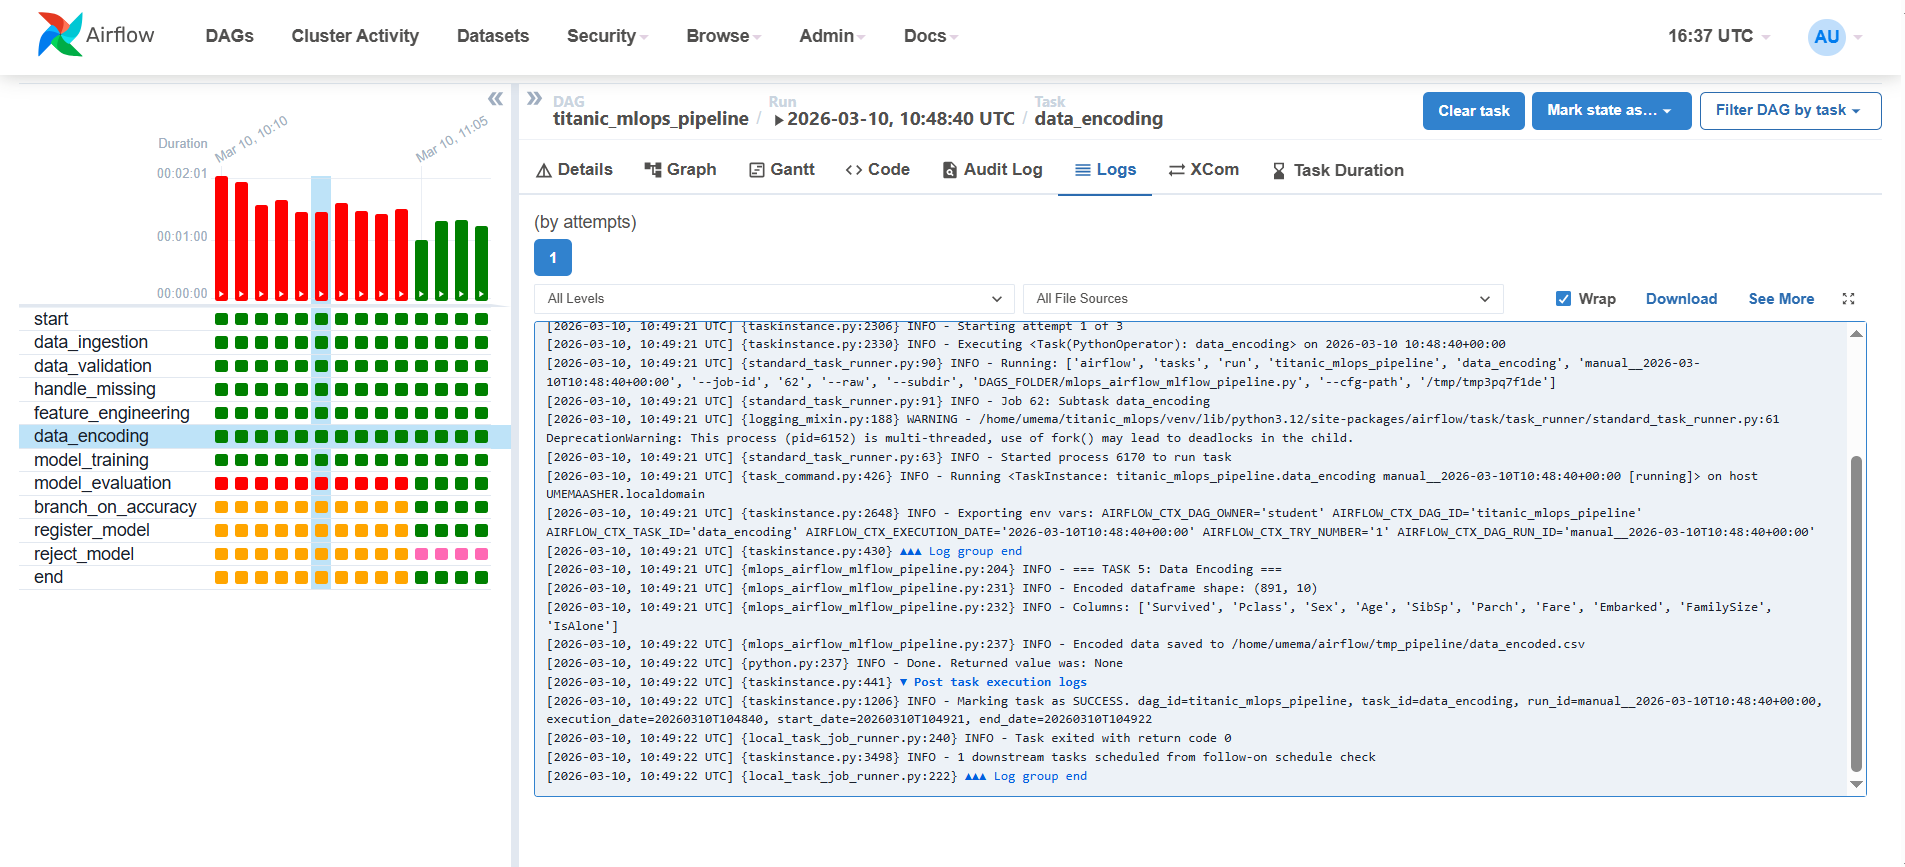 Airflow
DAGs Cluster Activity Datasets Security Browse Admin Docs 16:37 UTC AU
Duration
Mar 10, 10:10
Mar 10, 11:05
00:02:01
00:01:00
00:00:00
start
data_ingestion
data_validation
handle_missing
feature_engineering
data_encoding
model_training
model_evaluation
branch_on_accuracy
register_model
reject_model
end
DAG Run Task
titanic_mlops_pipeline / 2026-03-10, 10:48:40 UTC / data_encoding
Clear task Mark state as... Filter DAG by task
Details Graph Gantt Code Audit Log Logs XCom Task Duration
(by attempts)
1
All Levels All File Sources Wrap Download See More
[2026-03-10, 10:49:21 UTC] {taskinstance.py:2306} INFO - Starting attempt 1 of 3
[2026-03-10, 10:49:21 UTC] {taskinstance.py:2330} INFO - Executing <Task(PythonOperator): data_encoding> on 2026-03-10 10:48:40+00:00
[2026-03-10, 10:49:21 UTC] {standard_task_runner.py:90} INFO - Running: ['airflow', 'tasks', 'run', 'titanic_mlops_pipeline', 'data_encoding', 'manual__2026-03-
10T10:48:40+00:00', '--job-id', '62', '--raw', '--subdir', 'DAGS_FOLDER/mlops_airflow_mlflow_pipeline.py', '--cfg-path', '/tmp/tmp3pq7f1de']
[2026-03-10, 10:49:21 UTC] {standard_task_runner.py:91} INFO - Job 62: Subtask data_encoding
[2026-03-10, 10:49:21 UTC] {logging_mixin.py:188} WARNING - /home/umema/titanic_mlops/venv/lib/python3.12/site-packages/airflow/task/task_runner/standard_task_runner.py:61
DeprecationWarning: This process (pid=6152) is multi-threaded, use of fork() may lead to deadlocks in the child.
[2026-03-10, 10:49:21 UTC] {standard_task_runner.py:63} INFO - Started process 6170 to run task
[2026-03-10, 10:49:21 UTC] {task_command.py:426} INFO - Running <TaskInstance: titanic_mlops_pipeline.data_encoding manual__2026-03-10T10:48:40+00:00 [running]> on host
UMEMAASHER.localdomain
[2026-03-10, 10:49:21 UTC] {taskinstance.py:2648} INFO - Exporting env vars: AIRFLOW_CTX_DAG_OWNER='student' AIRFLOW_CTX_DAG_ID='titanic_mlops_pipeline'
AIRFLOW_CTX_TASK_ID='data_encoding' AIRFLOW_CTX_EXECUTION_DATE='2026-03-10T10:48:40+00:00' AIRFLOW_CTX_TRY_NUMBER='1' AIRFLOW_CTX_DAG_RUN_ID='manual__2026-03-10T10:48:40+00:00'
[2026-03-10, 10:49:21 UTC] {taskinstance.py:430} ▲▲▲ Log group end
[2026-03-10, 10:49:21 UTC] {mlops_airflow_mlflow_pipeline.py:204} INFO - === TASK 5: Data Encoding ===
[2026-03-10, 10:49:21 UTC] {mlops_airflow_mlflow_pipeline.py:231} INFO - Encoded dataframe shape: (891, 10)
[2026-03-10, 10:49:21 UTC] {mlops_airflow_mlflow_pipeline.py:232} INFO - Columns: ['Survived', 'Pclass', 'Sex', 'Age', 'SibSp', 'Parch', 'Fare', 'Embarked', 'FamilySize',
'IsAlone']
[2026-03-10, 10:49:22 UTC] {mlops_airflow_mlflow_pipeline.py:237} INFO - Encoded data saved to /home/umema/airflow/tmp_pipeline/data_encoded.csv
[2026-03-10, 10:49:22 UTC] {python.py:237} INFO - Done. Returned value was: None
[2026-03-10, 10:49:22 UTC] {taskinstance.py:441} ▼ Post task execution logs
[2026-03-10, 10:49:22 UTC] {taskinstance.py:1206} INFO - Marking task as SUCCESS. dag_id=titanic_mlops_pipeline, task_id=data_encoding, run_id=manual__2026-03-10T10:48:40+00:00,
execution_date=20260310T104840, start_date=20260310T104921, end_date=20260310T104922
[2026-03-10, 10:49:22 UTC] {local_task_job_runner.py:240} INFO - Task exited with return code 0
[2026-03-10, 10:49:22 UTC] {taskinstance.py:3498} INFO - 1 downstream tasks scheduled from follow-on schedule check
[2026-03-10, 10:49:22 UTC] {local_task_job_runner.py:222} ▲▲▲ Log group end